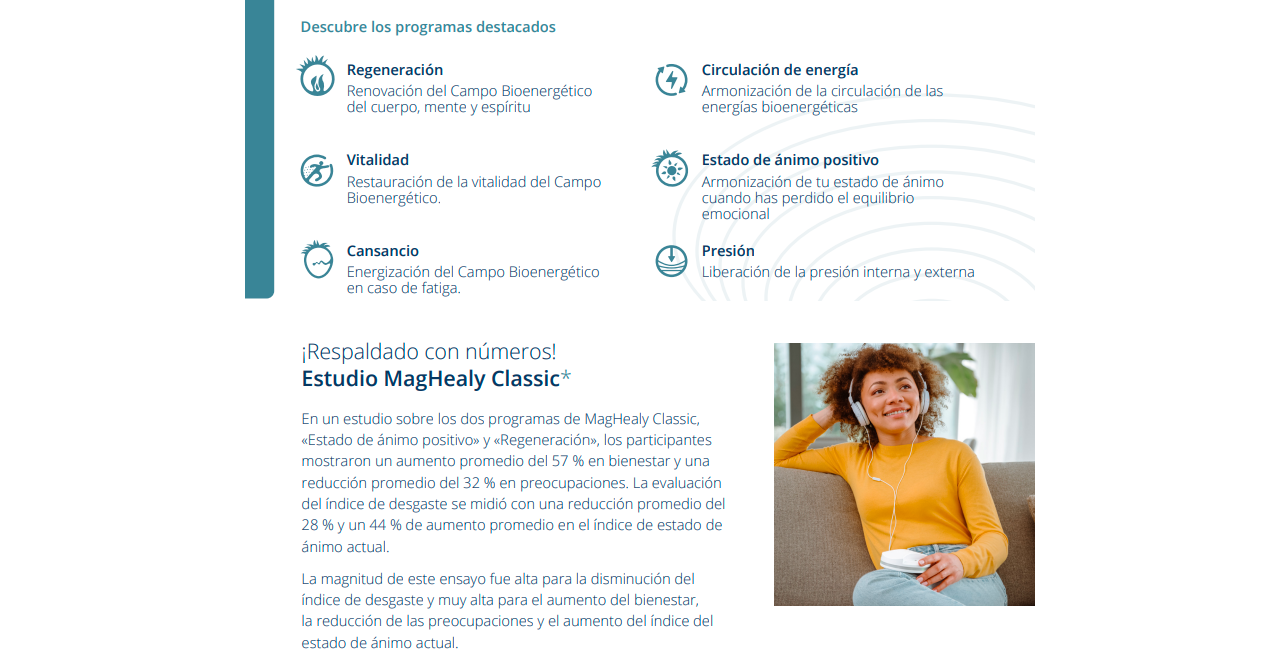 Descubre los programas destacados
Regeneración
Renovación del Campo Bioenergético
del cuerpo, mente y espíritu
Circulación de energía
Armonización de la circulación de las
energías bioenergéticas
Vitalidad
Restauración de la vitalidad del Campo
Bioenergético.
Estado de ánimo positivo
Armonización de tu estado de ánimo
cuando has perdido el equilibrio
emocional
Cansancio
Energización del Campo Bioenergético
en caso de fatiga.
Presión
Liberación de la presión interna y externa
¡Respaldado con números!
Estudio MagHealy Classic*
En un estudio sobre los dos programas de MagHealy Classic,
«Estado de ánimo positivo» y «Regeneración», los participantes
mostraron un aumento promedio del 57 % en bienestar y una
reducción promedio del 32 % en preocupaciones. La evaluación
del índice de desgaste se midió con una reducción promedio del
28 % y un 44 % de aumento promedio en el índice de estado de
ánimo actual.
La magnitud de este ensayo fue alta para la disminución del
índice de desgaste y muy alta para el aumento del bienestar,
la reducción de las preocupaciones y el aumento del índice del
estado de ánimo actual.